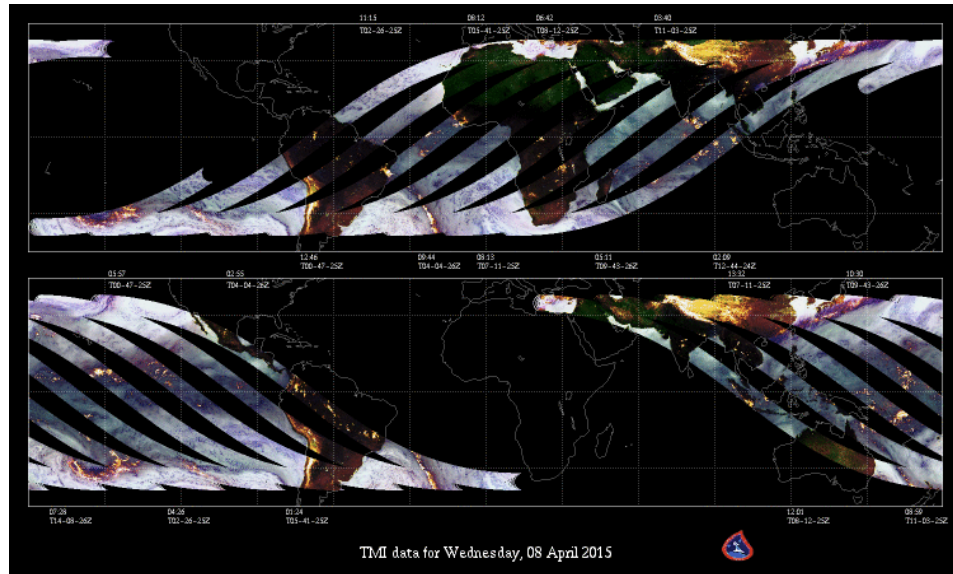 11:15 09:12 06:42 03:40
T02-26-25Z T05-41-25Z T08-12-25Z T11-03-25Z
12:46 09:44 08:13 05:11 02:09
T00-47-25Z T04-04-26Z T07-11-25Z T09-43-26Z T12-44-24Z
05:57 02:55 13:32 10:30
T00-47-25Z T04-04-26Z T07-11-25Z T09-43-26Z
07:28 04:26 01:24 12:01 08:59
T14-08-26Z T02-26-25Z T05-41-25Z T08-12-25Z T11-03-25Z
TMI data for Wednesday, 08 April 2015